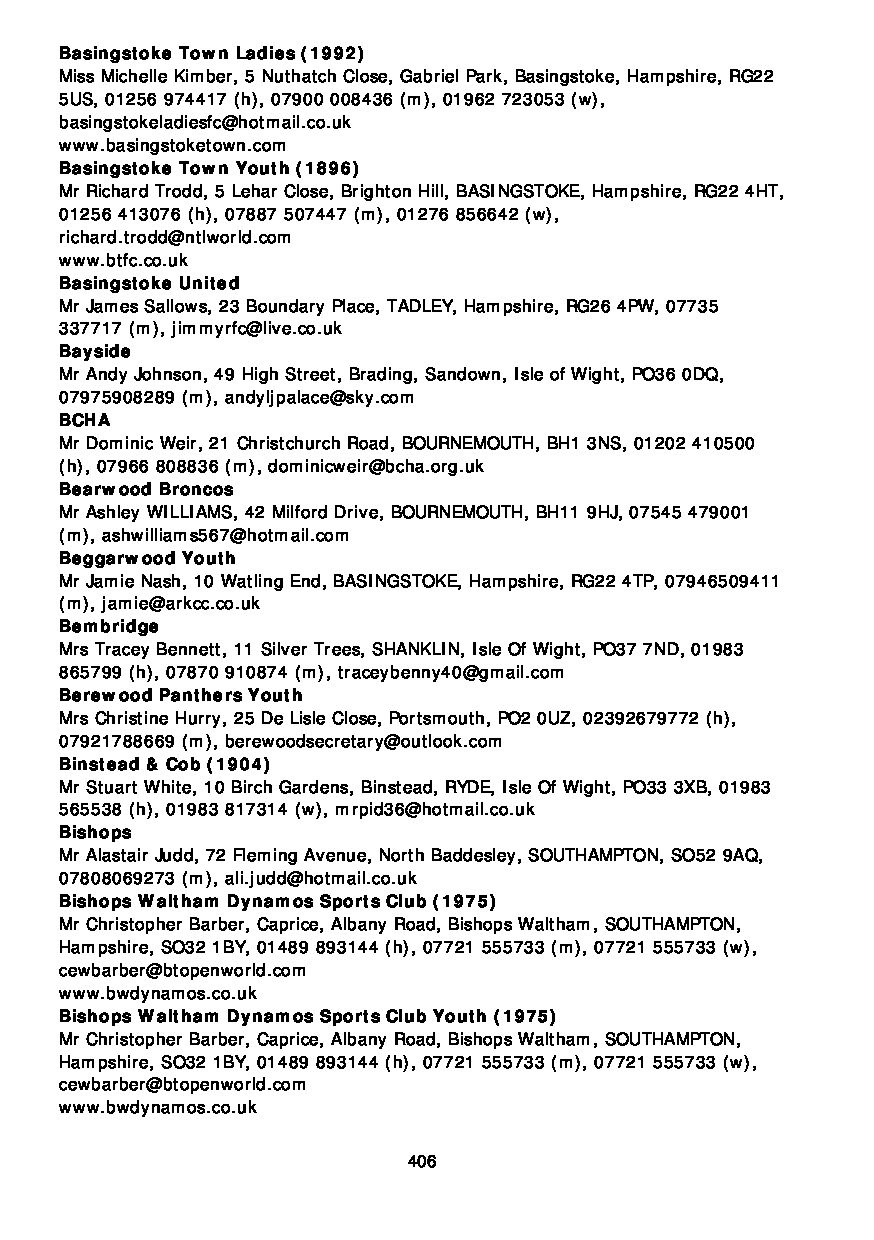 Basingstoke Town Ladies (1992)
Miss Michelle Kimber, 5 Nuthatch Close, Gabriel Park, Basingstoke, Hampshire, RG22
5US, 01256 974417 (h), 07900 008436 (m), 01962 723053 (w),
basingstokeladiesfc@hotmail.co.uk
www.basingstoketown.com
Basingstoke Town Youth (1896)
Mr Richard Trodd, 5 Lehar Close, Brighton Hill, BASINGSTOKE, Hampshire, RG22 4HT,
01256 413076 (h), 07887 507447 (m), 01276 856642 (w),
richard.trodd@ntlworld.com
www.btfc.co.uk
Basingstoke United
Mr James Sallows, 23 Boundary Place, TADLEY, Hampshire, RG26 4PW, 07735
337717 (m), jimmyrfc@live.co.uk
Bayside
Mr Andy Johnson, 49 High Street, Brading, Sandown, Isle of Wight, PO36 0DQ,
07975908289 (m), andyljpalace@sky.com
BCHA
Mr Dominic Weir, 21 Christchurch Road, BOURNEMOUTH, BH1 3NS, 01202 410500
(h), 07966 808836 (m), dominicweir@bcha.org.uk
Bearwood Broncos
Mr Ashley WILLIAMS, 42 Milford Drive, BOURNEMOUTH, BH11 9HJ, 07545 479001
(m), ashwilliams567@hotmail.com
Beggarwood Youth
Mr Jamie Nash, 10 Watling End, BASINGSTOKE, Hampshire, RG22 4TP, 07946509411
(m), jamie@arkcc.co.uk
Bembridge
Mrs Tracey Bennett, 11 Silver Trees, SHANKLIN, Isle Of Wight, PO37 7ND, 01983
865799 (h), 07870 910874 (m), traceybenny40@gmail.com
Berewood Panthers Youth
Mrs Christine Hurry, 25 De Lisle Close, Portsmouth, PO2 0UZ, 02392679772 (h),
07921788669 (m), berewoodsecretary@outlook.com
Binstead & Cob (1904)
Mr Stuart White, 10 Birch Gardens, Binstead, RYDE, Isle Of Wight, PO33 3XB, 01983
565538 (h), 01983 817314 (w), mrpid36@hotmail.co.uk
Bishops
Mr Alastair Judd, 72 Fleming Avenue, North Baddesley, SOUTHAMPTON, SO52 9AQ,
07808069273 (m), ali.judd@hotmail.co.uk
Bishops Waltham Dynamos Sports Club (1975)
Mr Christopher Barber, Caprice, Albany Road, Bishops Waltham, SOUTHAMPTON,
Hampshire, SO32 1BY, 01489 893144 (h), 07721 555733 (m), 07721 555733 (w),
cewbarber@btopenworld.com
www.bwdynamos.co.uk
Bishops Waltham Dynamos Sports Club Youth (1975)
Mr Christopher Barber, Caprice, Albany Road, Bishops Waltham, SOUTHAMPTON,
Hampshire, SO32 1BY, 01489 893144 (h), 07721 555733 (m), 07721 555733 (w),
cewbarber@btopenworld.com
www.bwdynamos.co.uk
406